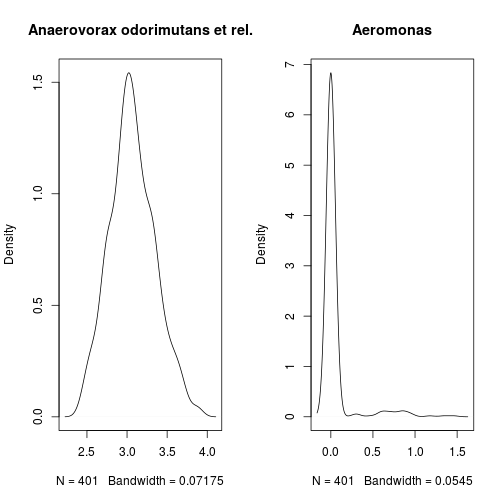 Anaerovorax odorimutans et rel.
Density
0.0 0.5 1.0 1.5
2.5 3.0 3.5 4.0
N = 401 Bandwidth = 0.07175
Aeromonas
Density
0 1 2 3 4 5 6 7
0.0 0.5 1.0 1.5
N = 401 Bandwidth = 0.0545